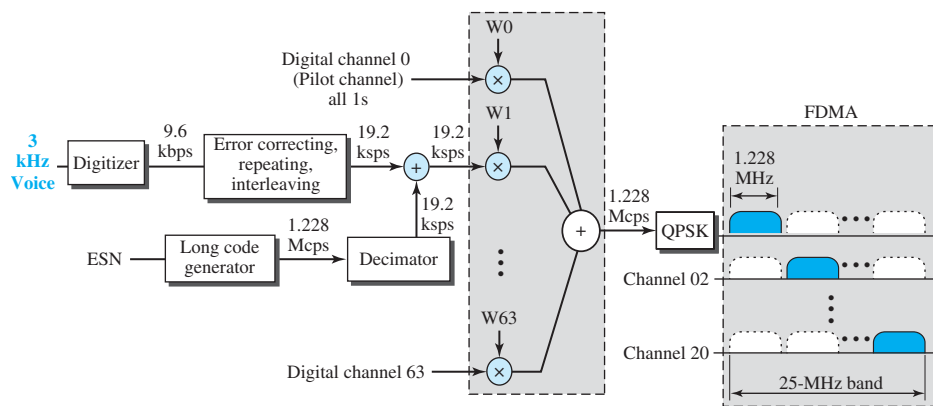 W0
Digital channel 0
(Pilot channel)
all 1s
×
W1
FDMA
3
kHz
Voice
Digitizer
9.6
kbps
Error correcting,
repeating,
interleaving
19.2
ksps
+
19.2
ksps
×
1.228
MHz
19.2
ksps
1.228
Mcps
+
QPSK
ESN
Long code
generator
1.228
Mcps
Decimator
Channel 02
W63
Digital channel 63
×
Channel 20
25-MHz band